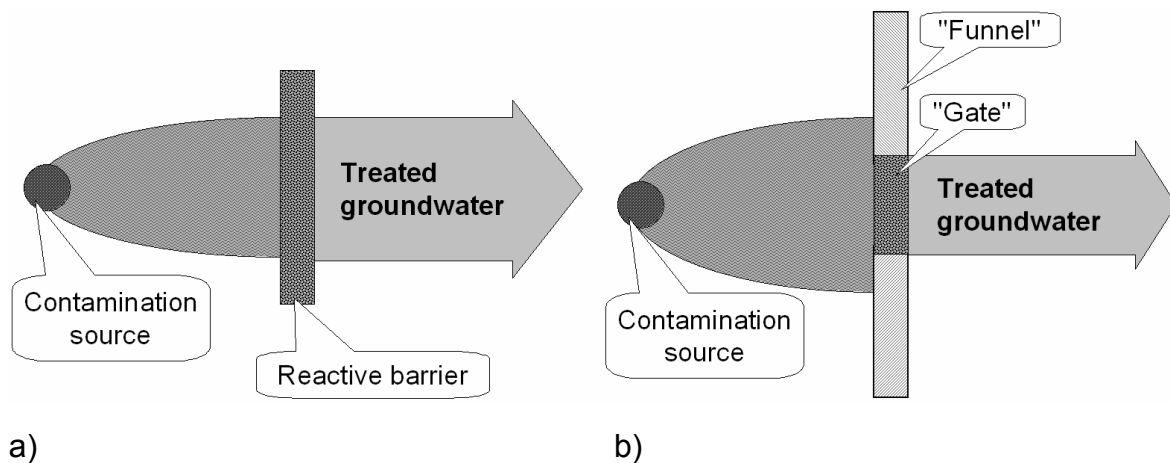 Treated
groundwater
Contamination
source
Reactive barrier
a)
"Funnel"
"Gate"
Treated
groundwater
Contamination
source
b)